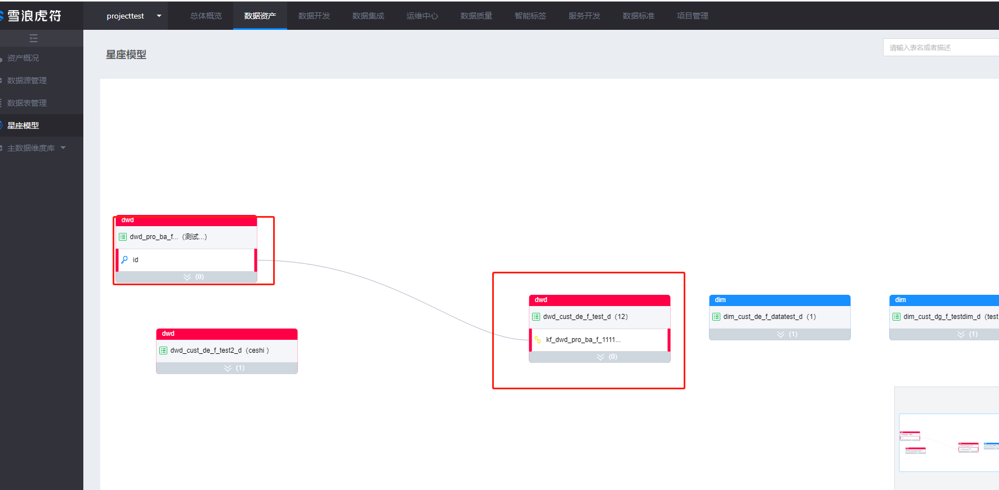 雪浪虎符
projecttest
总体概览
数据资产
数据开发
数据集成
运维中心
数据质量
智能标签
服务开发
数据标准
项目管理
资产概况
数据源管理
数据表管理
星座模型
主数据维度库
星座模型
请输入表名或者描述
dwd
dwd_pro_ba_f...（测试...）
id
(0)
dwd
dwd_cust_de_f_test2_d（ceshi ）
(1)
dwd
dwd_cust_de_f_test_d（12）
kf_dwd_pro_ba_f_1111...
(0)
dim
dim_cust_de_f_datatest_d（1）
(1)
dim
dim_cust_dg_f_testdim_d（test
(1)